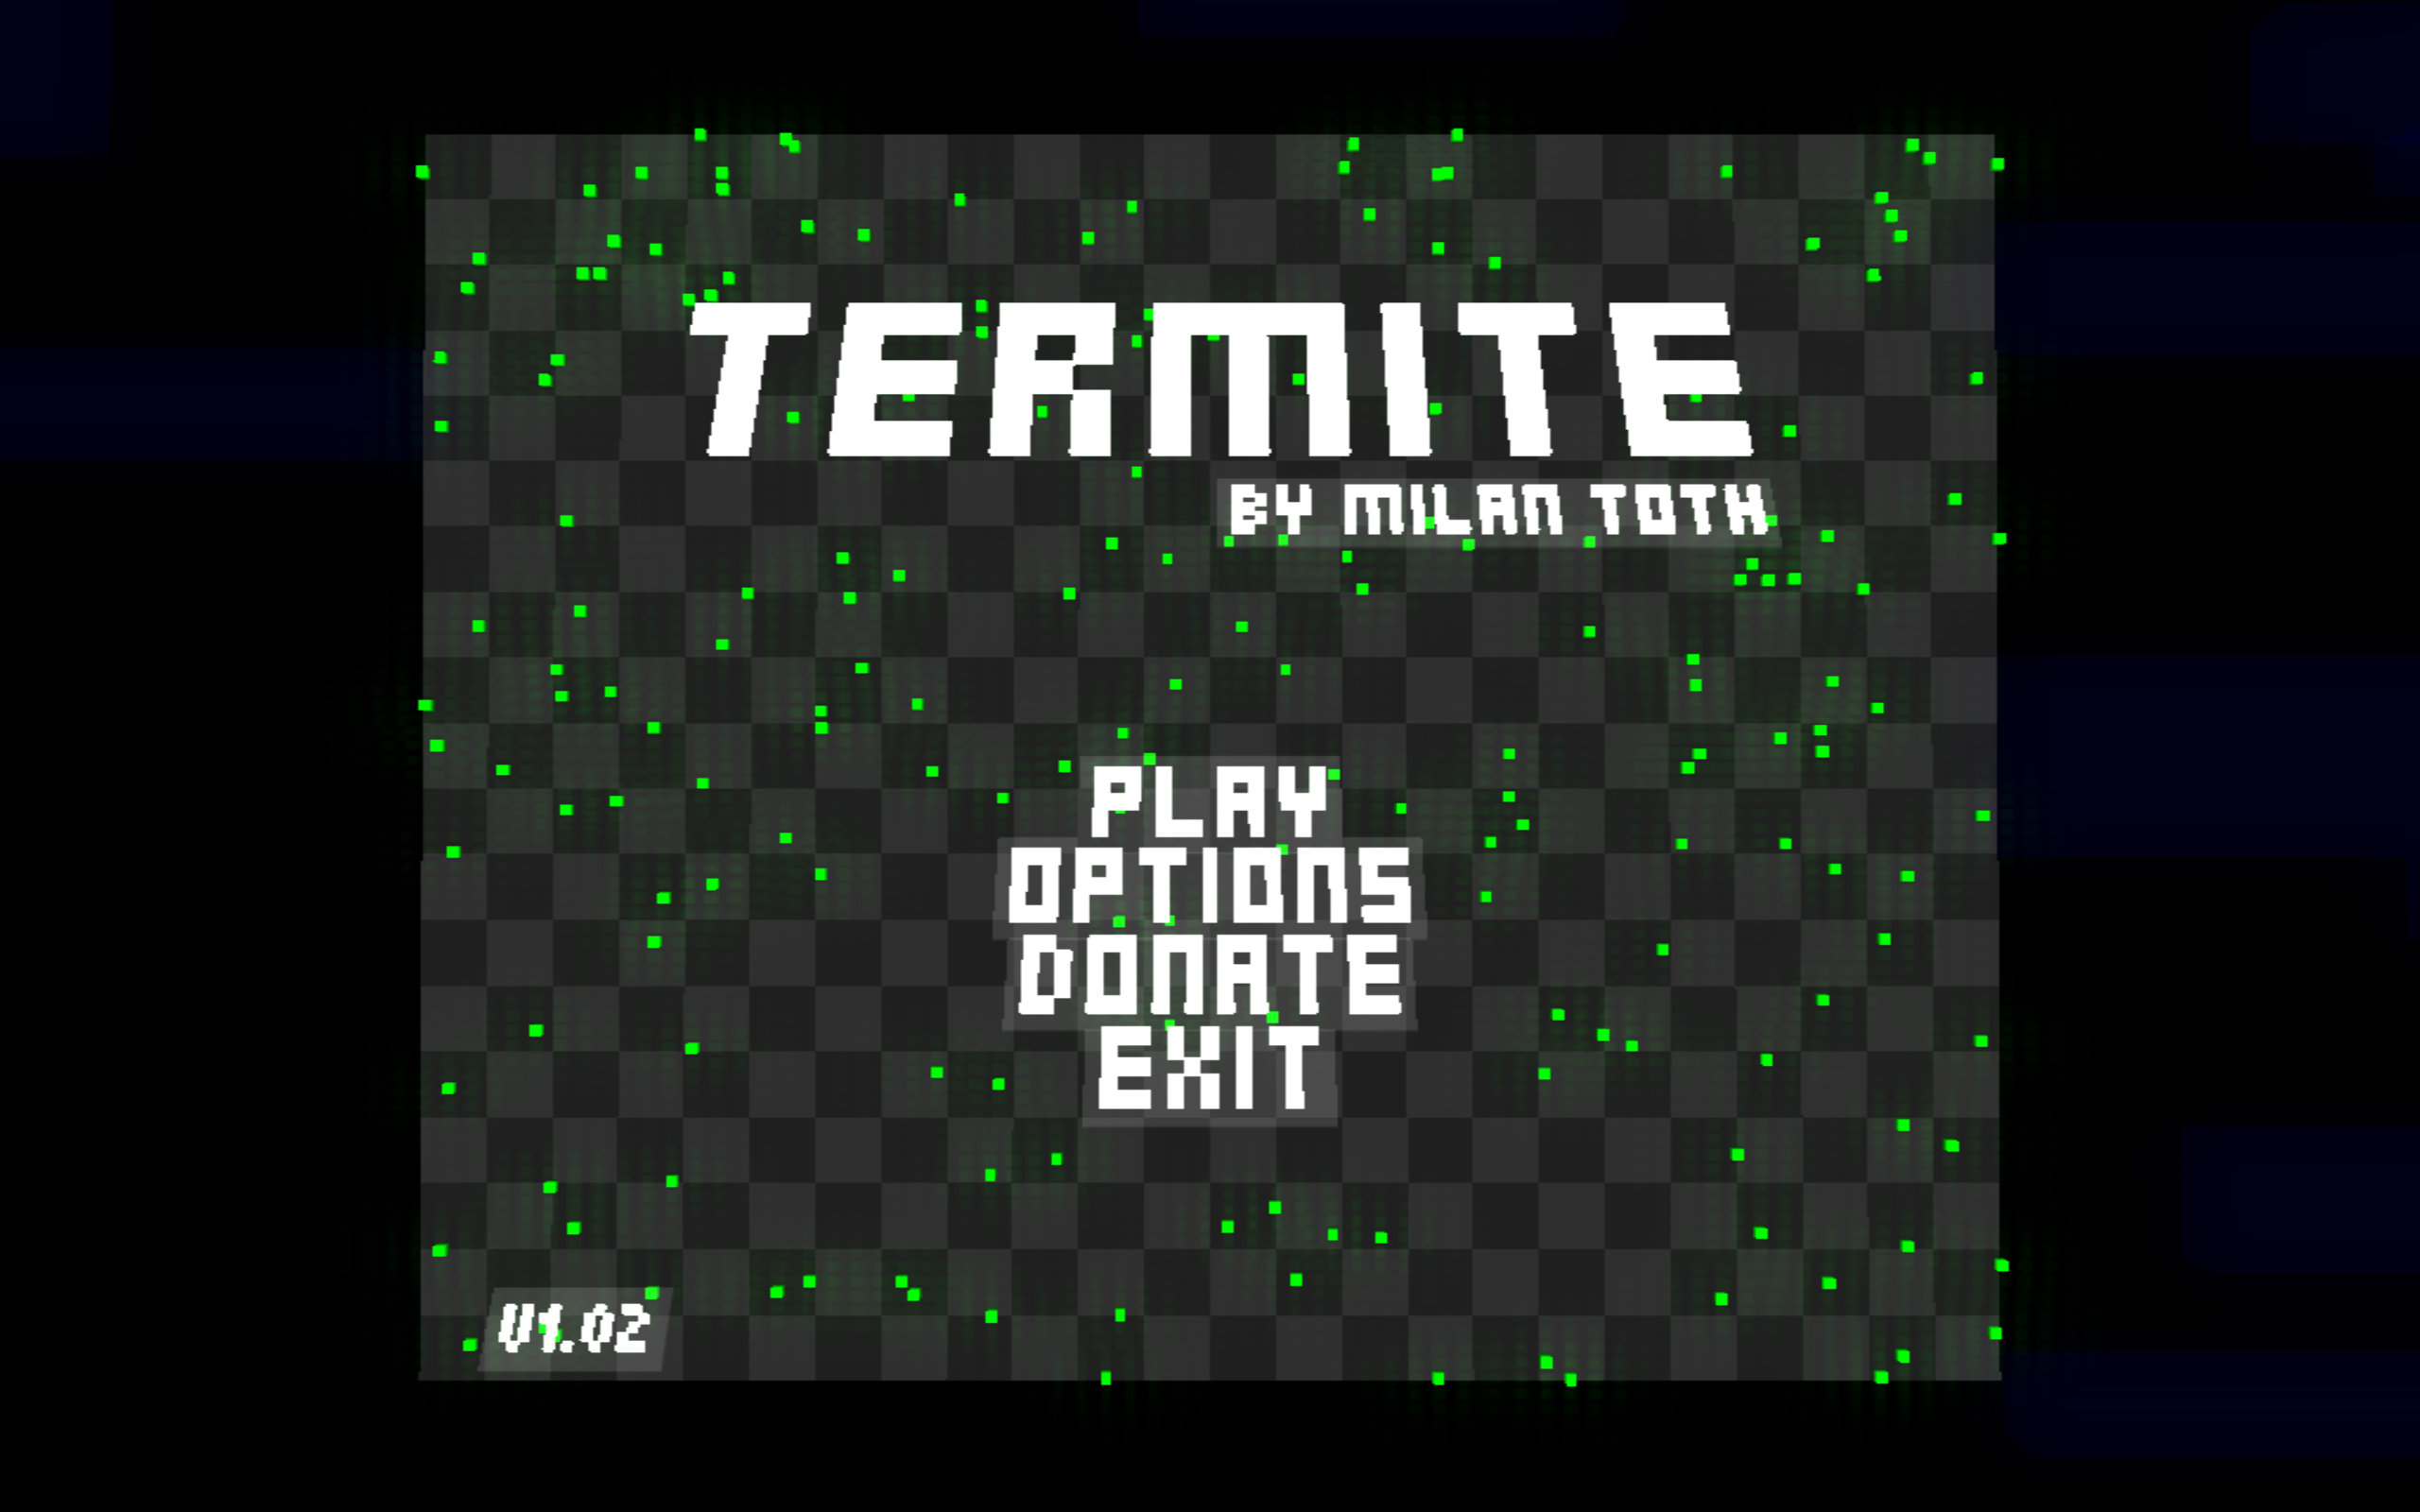 TERMITE
BY MILAN TOTH
PLAY
OPTIONS
DONATE
EXIT
V1.02